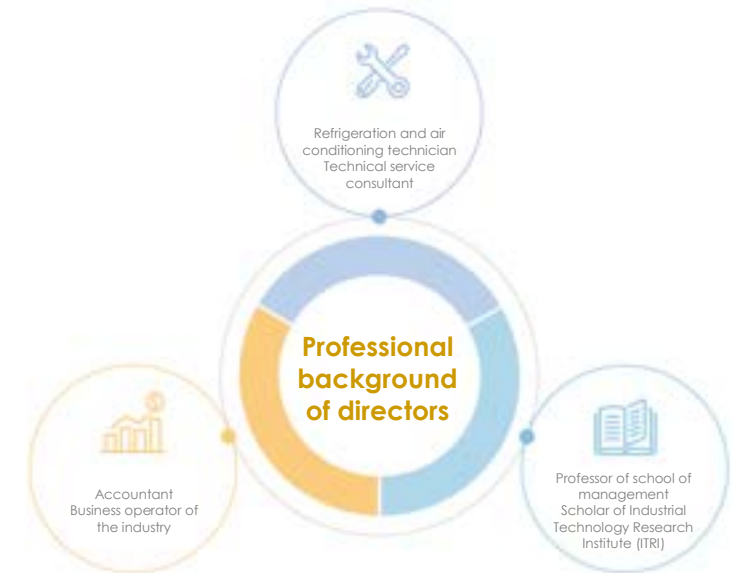 Refrigeration and air
conditioning technician
Technical service
consultant
Professional
background
of directors
Accountant
Business operator of
the industry
Professor of school of
management
Scholar of Industrial
Technology Research
Institute (ITRI)